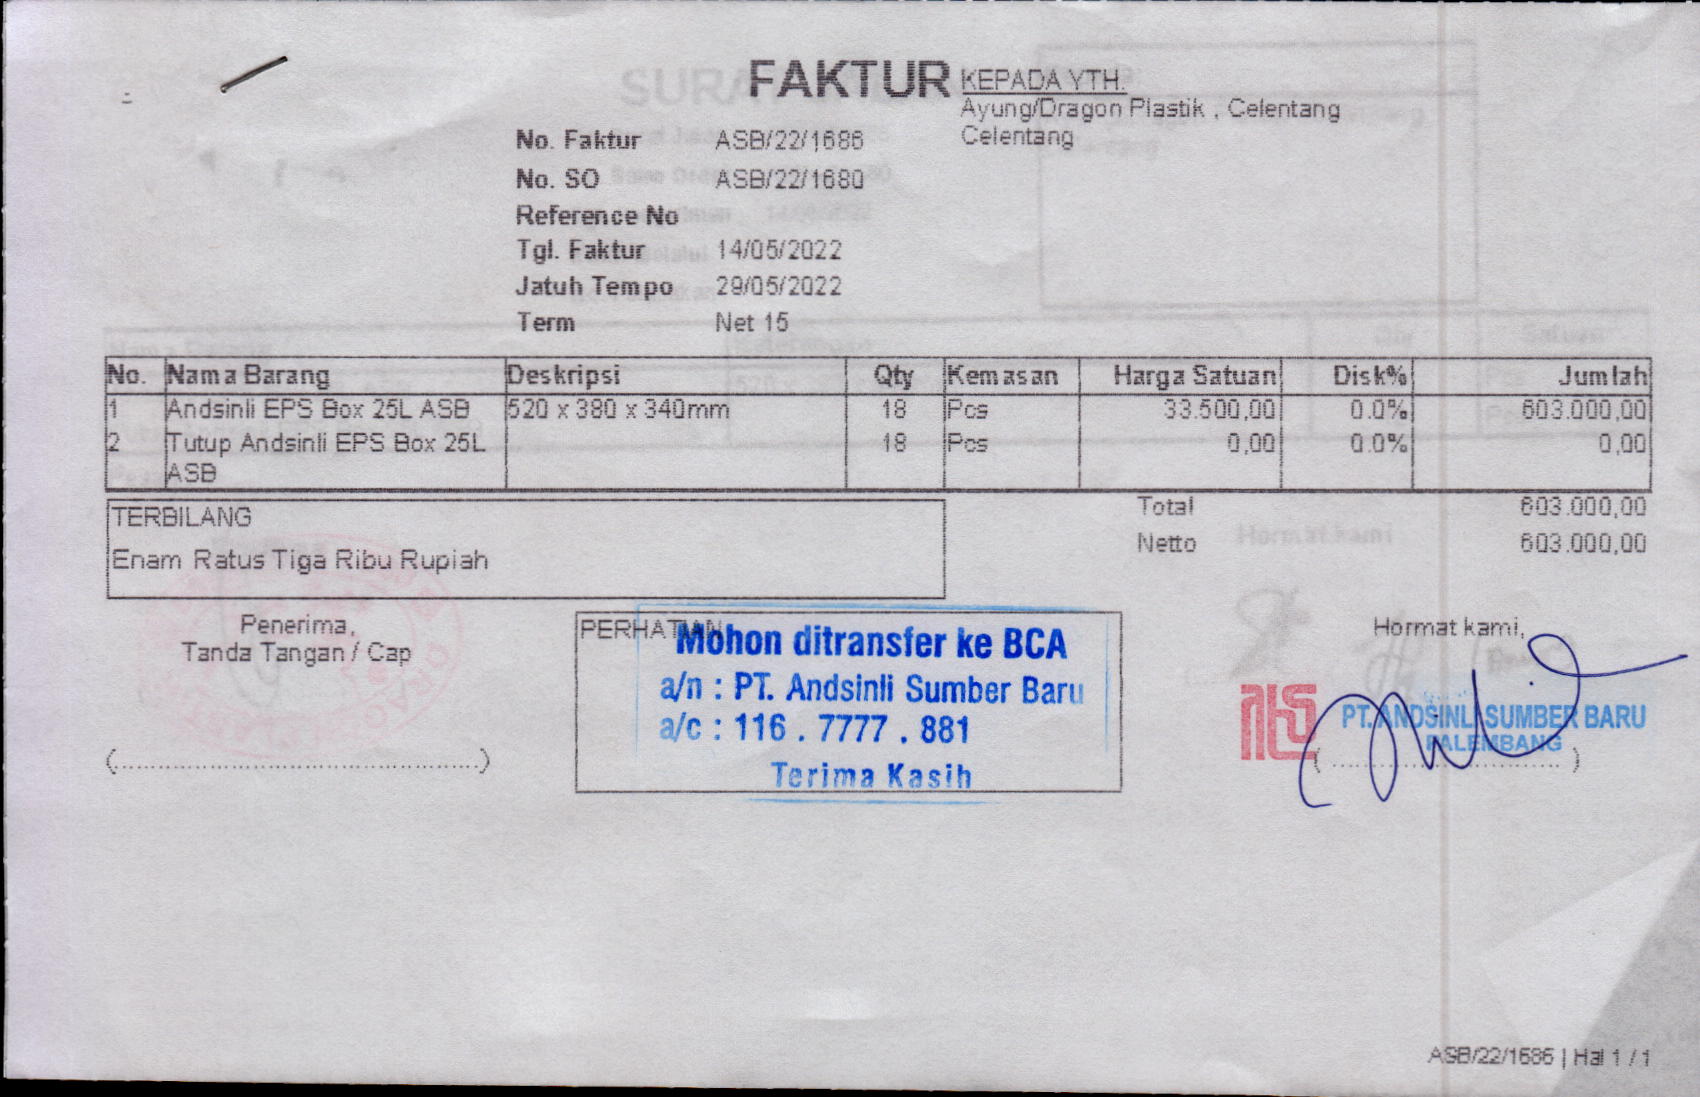 FAKTUR
KEPADA YTH.
Ayung/Dragon Plastik , Celentang
Celentang
No. Faktur ASB/22/1686
No. SO ASB/22/1680
Reference No
Tgl. Faktur 14/05/2022
Jatuh Tempo 29/05/2022
Term Net 15
No. Nama Barang Deskripsi Qty Kemasan Harga Satuan Disk% Jumlah
1 Andsinli EPS Box 25L ASB 520 x 380 x 340mm 18 Pcs 33.500,00 0.0% 603.000,00
2 Tutup Andsinli EPS Box 25L 18 Pcs 0,00 0.0% 0,00
ASB
TERBILANG
Enam Ratus Tiga Ribu Rupiah
Total 603.000,00
Netto 603.000,00
Penerima,
Tanda Tangan / Cap
(..............................................)
PERHATIAN
Mohon ditransfer ke BCA
a/n : PT. Andsinli Sumber Baru
a/c : 116 . 7777 . 881
Terima Kasih
Hormat kami,
PT. ANDSINLI SUMBER BARU
PALEMBANG
( ............................. )
ASB/22/1686 | Hal 1 / 1